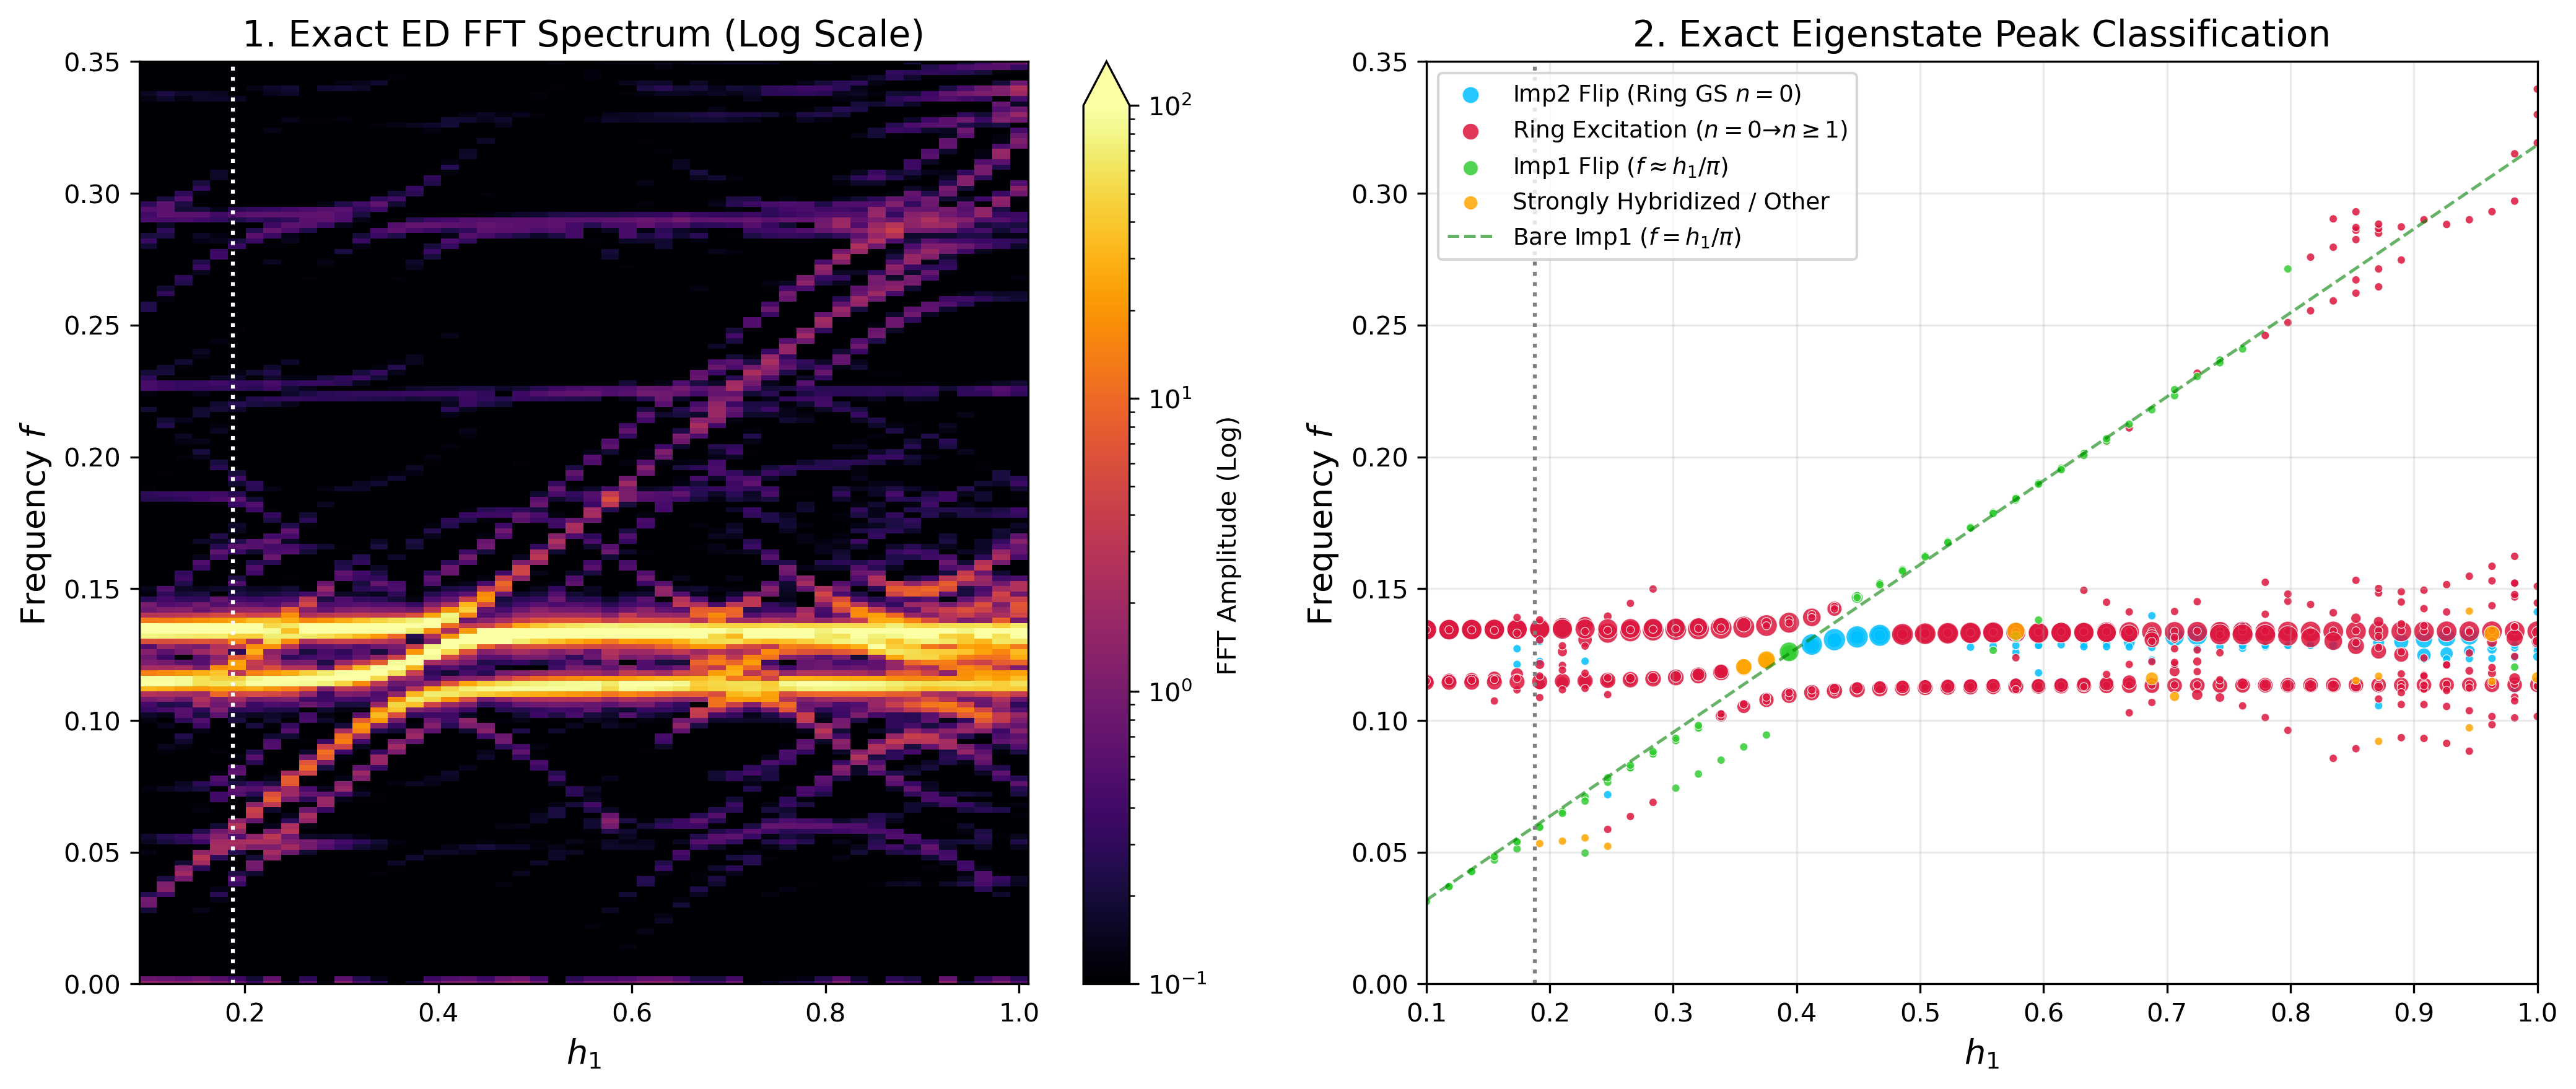 1. Exact ED FFT Spectrum (Log Scale)
Frequency f
0.35
0.30
0.25
0.20
0.15
0.10
0.05
0.00
0.2
0.4
0.6
0.8
1.0
h₁
10²
10¹
10⁰
10⁻¹
FFT Amplitude (Log)
2. Exact Eigenstate Peak Classification
Imp2 Flip (Ring GS n = 0)
Ring Excitation (n = 0→n ≥ 1)
Imp1 Flip (f ≈ h₁/π)
Strongly Hybridized / Other
Bare Imp1 (f = h₁/π)
Frequency f
0.35
0.30
0.25
0.20
0.15
0.10
0.05
0.00
0.1
0.2
0.3
0.4
0.5
0.6
0.7
0.8
0.9
1.0
h₁